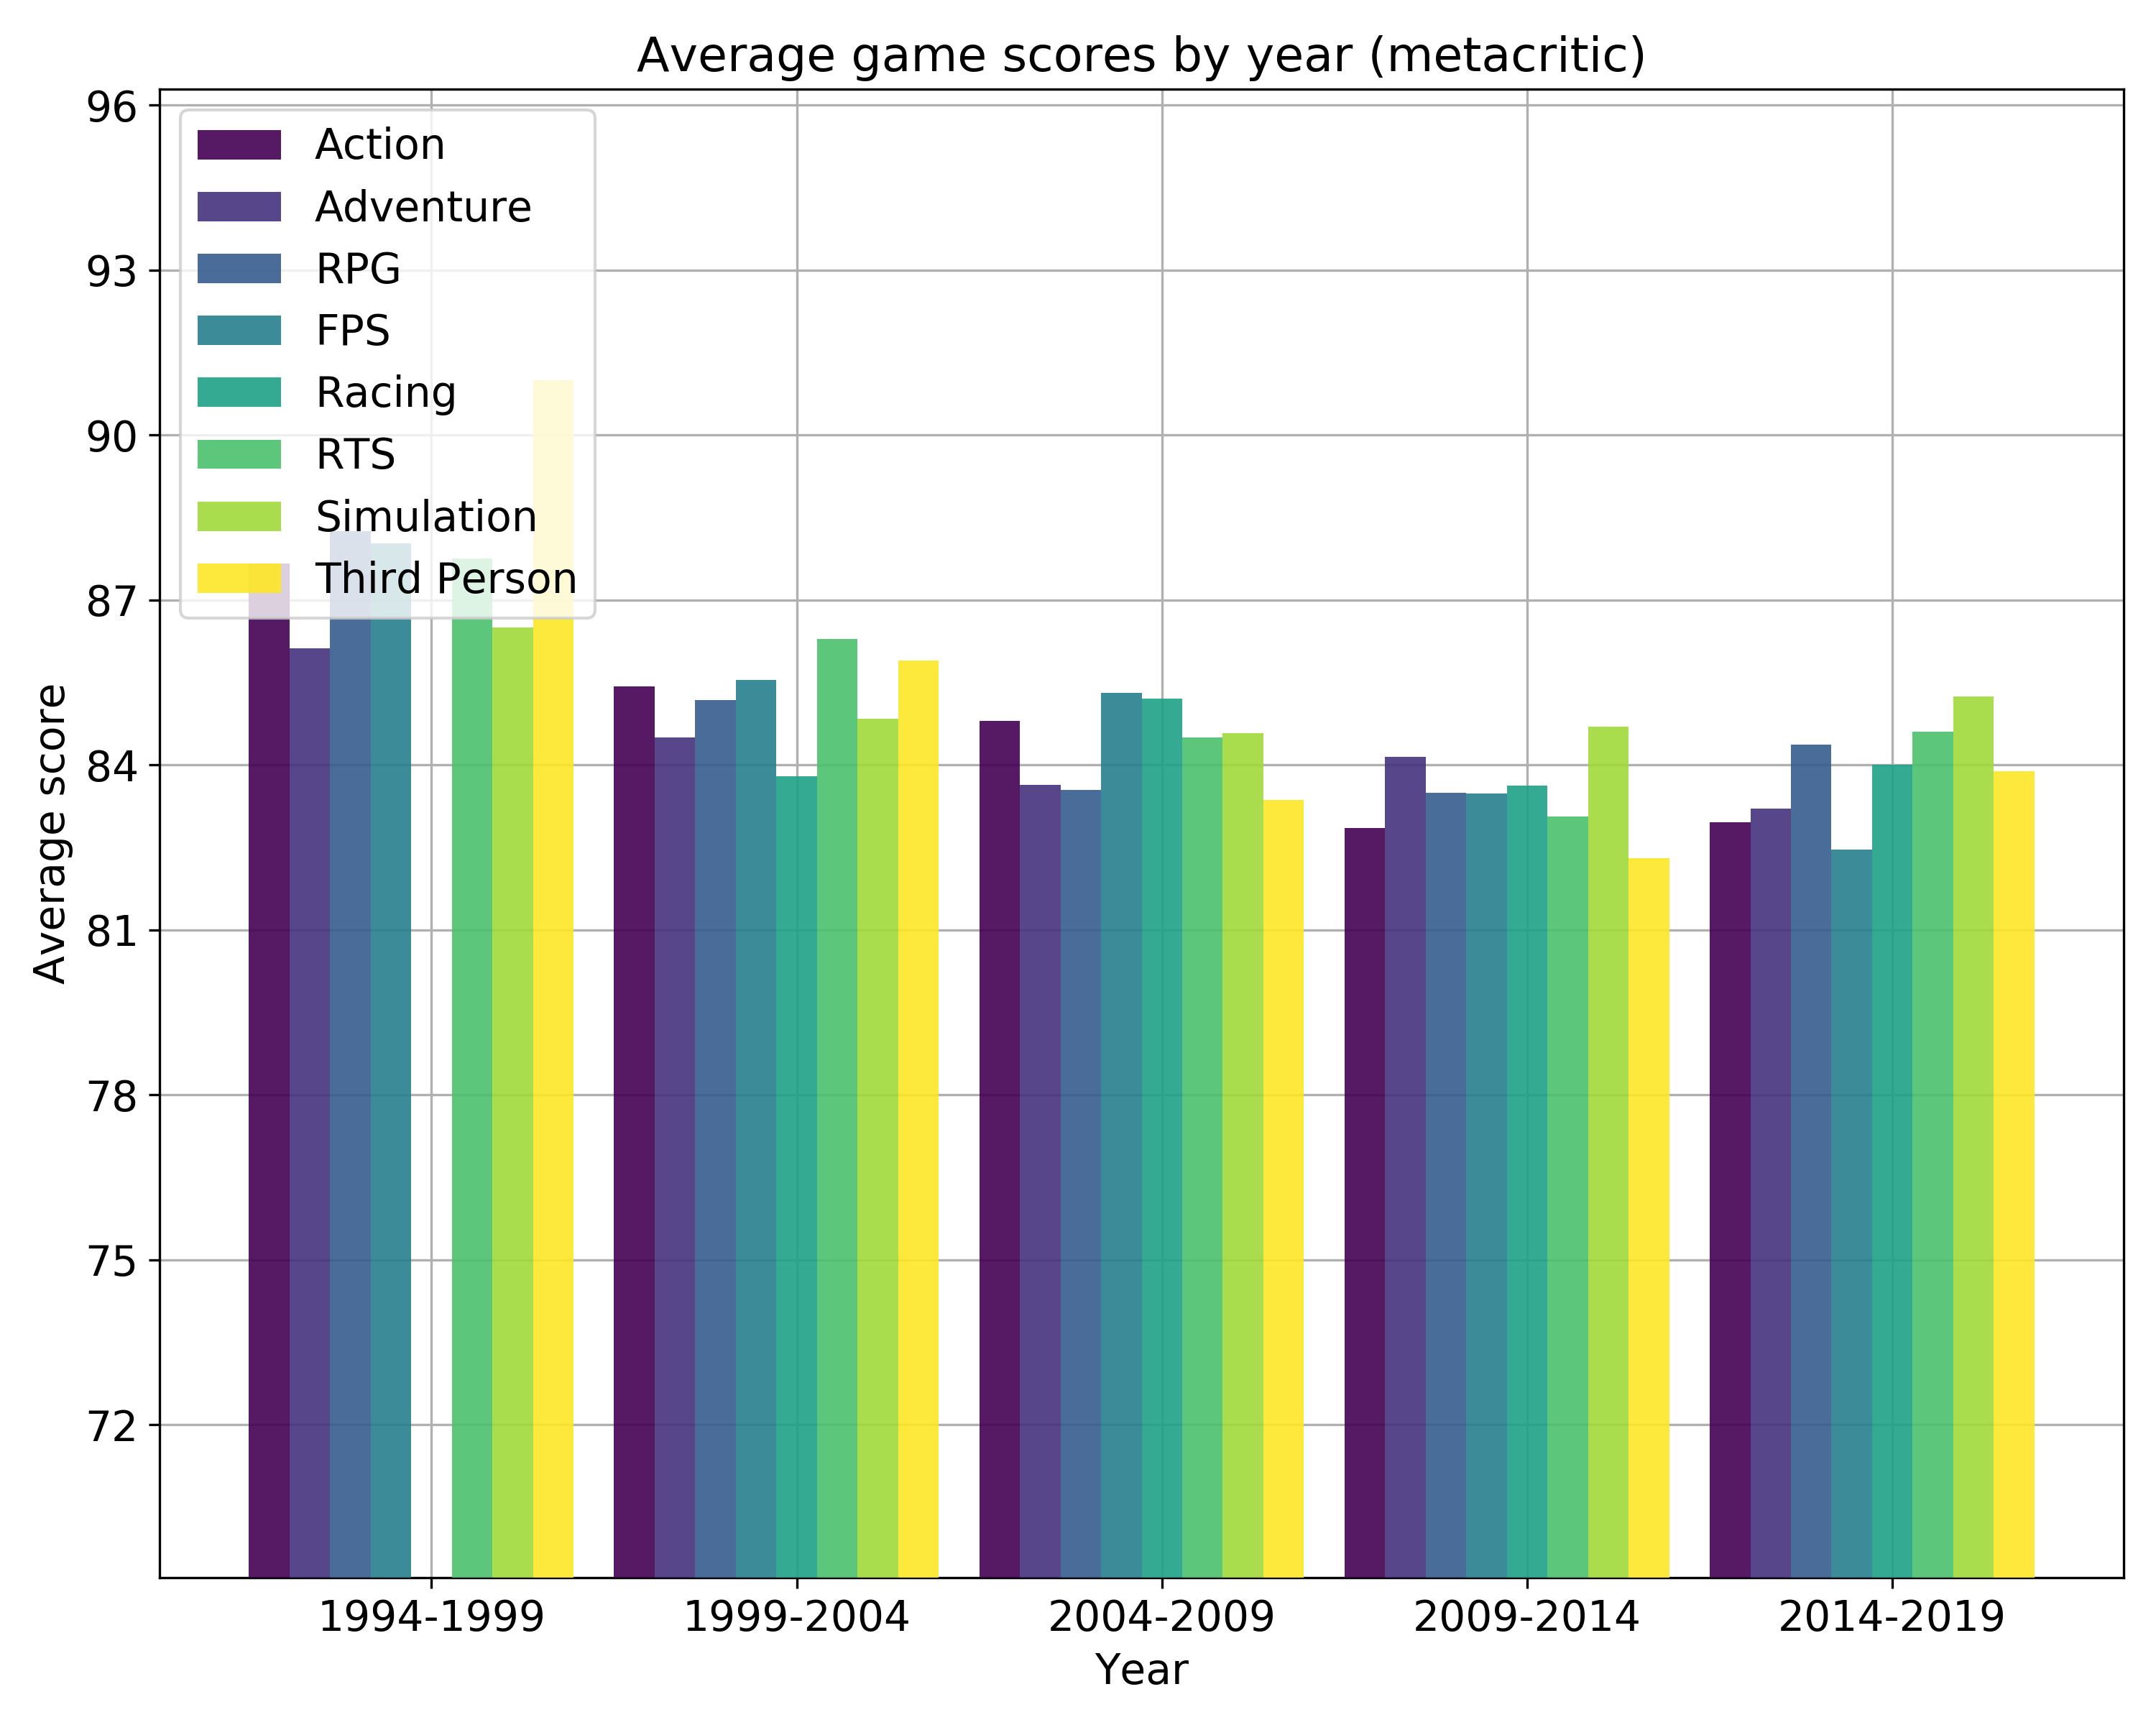 Average game scores by year (metacritic)
96
93
90
87
84
81
78
75
72
Average score
Action
Adventure
RPG
FPS
Racing
RTS
Simulation
Third Person
1994-1999
1999-2004
2004-2009
2009-2014
2014-2019
Year